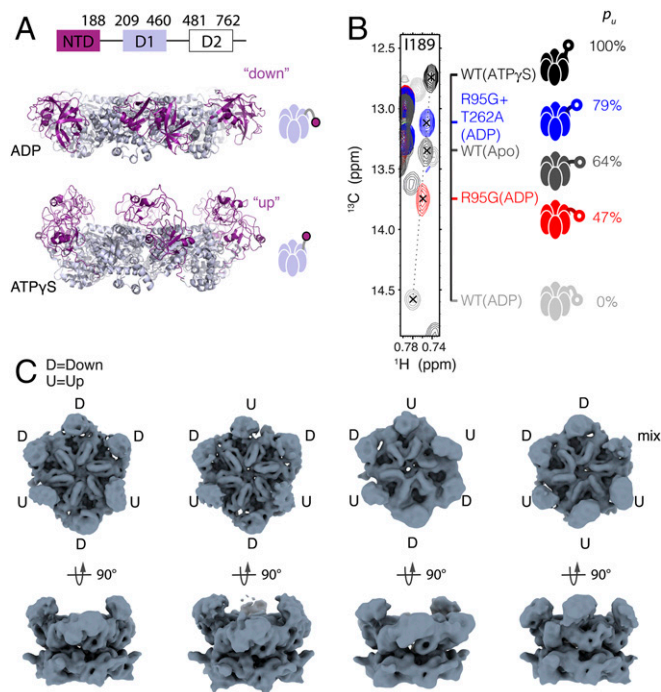 A
188 209 460 481 762
NTD D1 D2
"down"
ADP
"up"
ATPγS
B
I189
pu
12.5
13.0
13.5
14.0
14.5
13C (ppm)
0.78 0.74
1H (ppm)
WT(ATPγS)
100%
R95G+
T262A
(ADP)
79%
WT(Apo)
64%
R95G(ADP)
47%
WT(ADP)
0%
C
D=Down
U=Up
D U D U
D D D D D D D mix
U U U U U D U U
D D D U
90° 90° 90° 90°